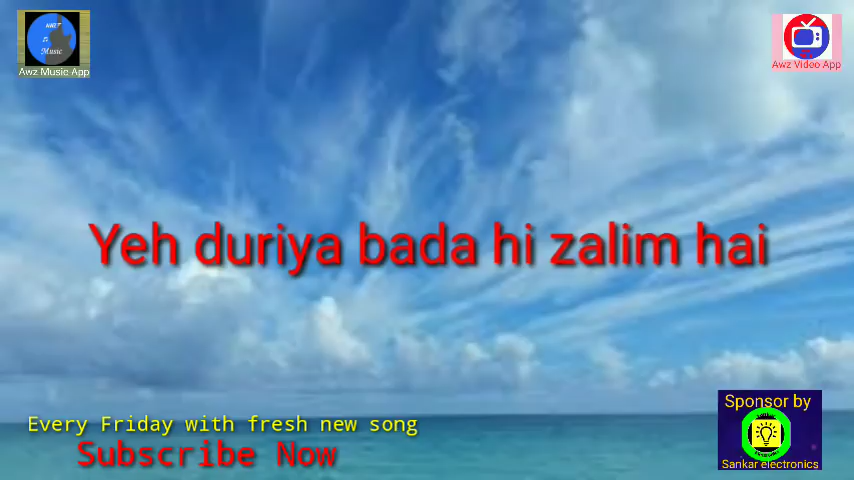 Awz Music App
Music
Awz Video App
Yeh duriya bada hi zalim hai
Every Friday with fresh new song
Subscribe Now
Sponsor by
Sankar electronics